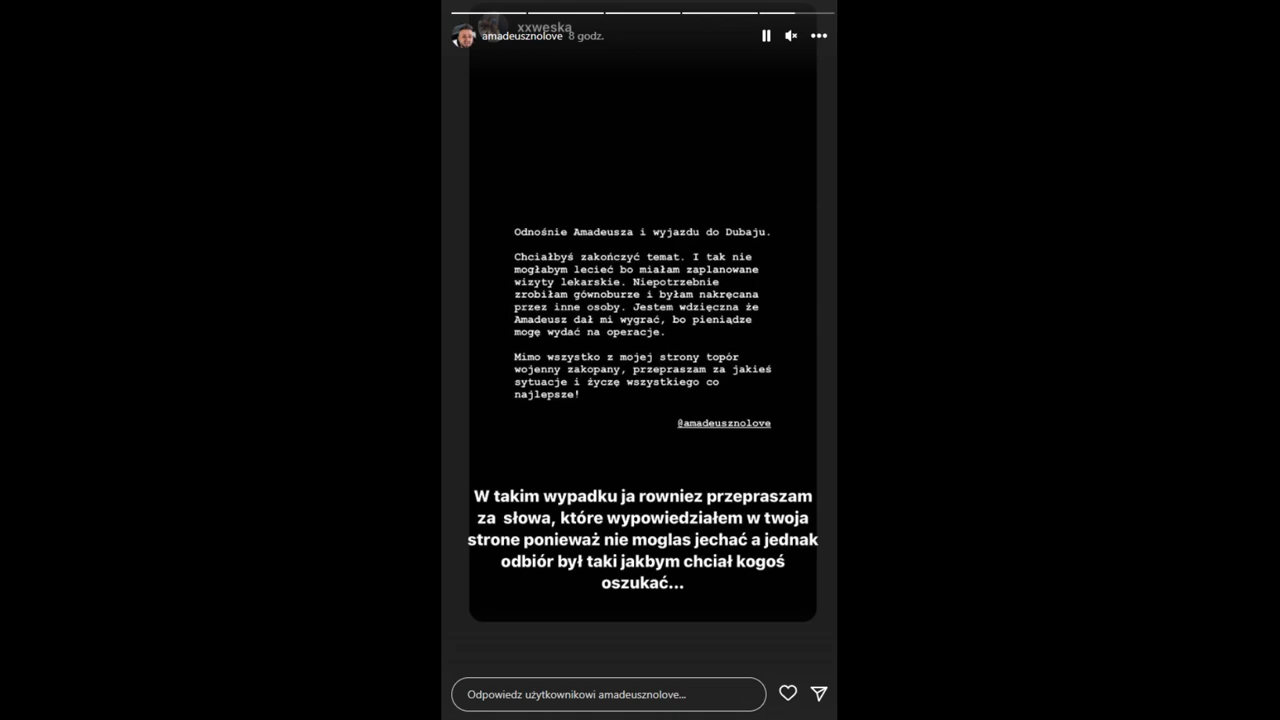 xxweska
amadeusznolove 8 godz.
Odnośnie Amadeusza i wyjazdu do Dubaju.
Chciałbyś zakończyć temat. I tak nie
mogłabym lecieć bo miałam zaplanowane
wizyty lekarskie. Niepotrzebnie
zrobiłam gównoburze i byłam nakręcana
przez inne osoby. Jestem wdzięczna że
Amadeusz dał mi wygrać, bo pieniądze
mogę wydać na operacje.
Mimo wszystko z mojej strony topór
wojenny zakopany, przepraszam za jakieś
sytuacje i życzę wszystkiego co
najlepsze!
@amadeusznolove
W takim wypadku ja rowniez przepraszam
za słowa, które wypowiedziałem w twoja
strone ponieważ nie moglas jechać a jednak
odbiór był taki jakbym chciał kogoś
oszukać...
Odpowiedz użytkownikowi amadeusznolove...